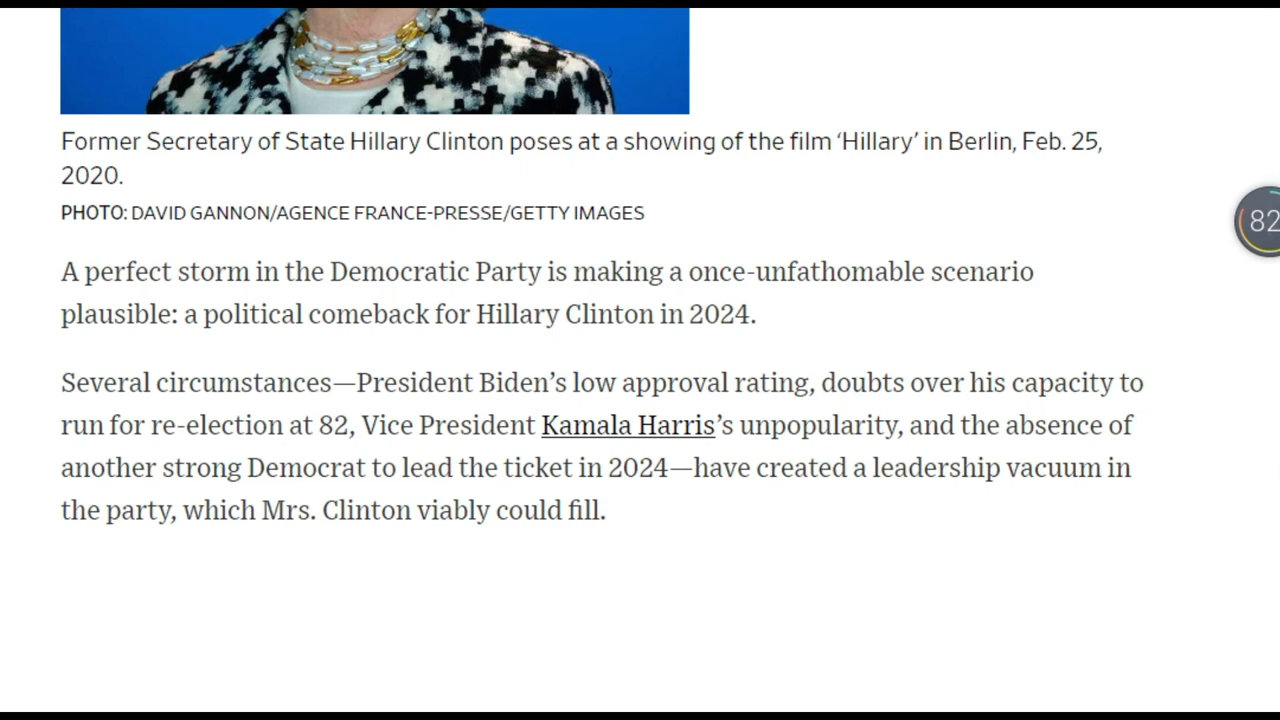 Former Secretary of State Hillary Clinton poses at a showing of the film ‘Hillary’ in Berlin, Feb. 25,
2020.
PHOTO: DAVID GANNON/AGENCE FRANCE-PRESSE/GETTY IMAGES
82
A perfect storm in the Democratic Party is making a once-unfathomable scenario
plausible: a political comeback for Hillary Clinton in 2024.
Several circumstances—President Biden’s low approval rating, doubts over his capacity to
run for re-election at 82, Vice President Kamala Harris’s unpopularity, and the absence of
another strong Democrat to lead the ticket in 2024—have created a leadership vacuum in
the party, which Mrs. Clinton viably could fill.